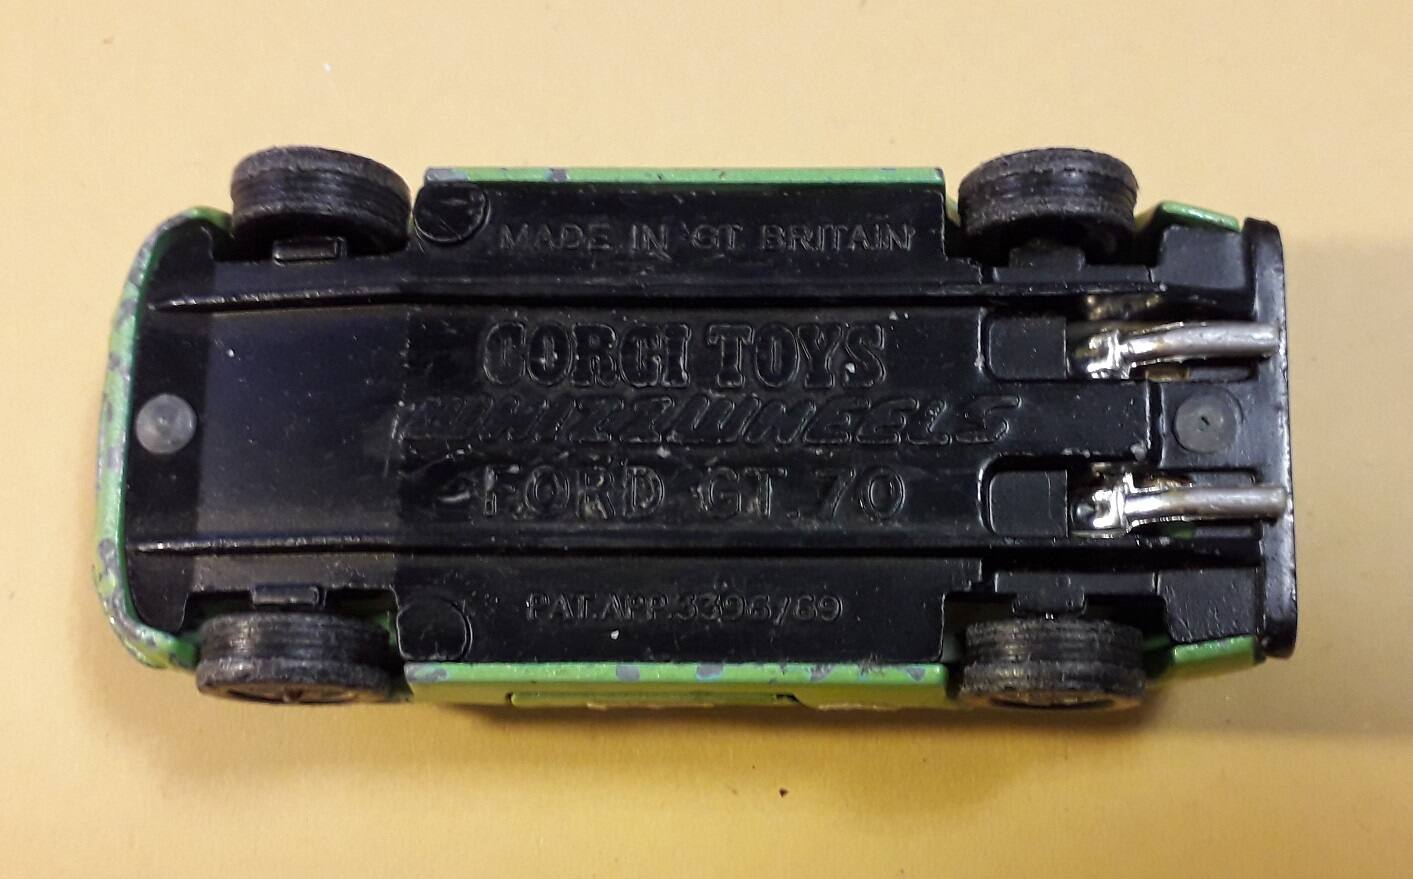 MADE IN GT BRITAIN
CORGI TOYS
WHIZZWHEELS
FORD GT.70
PAT.APP.3396/69